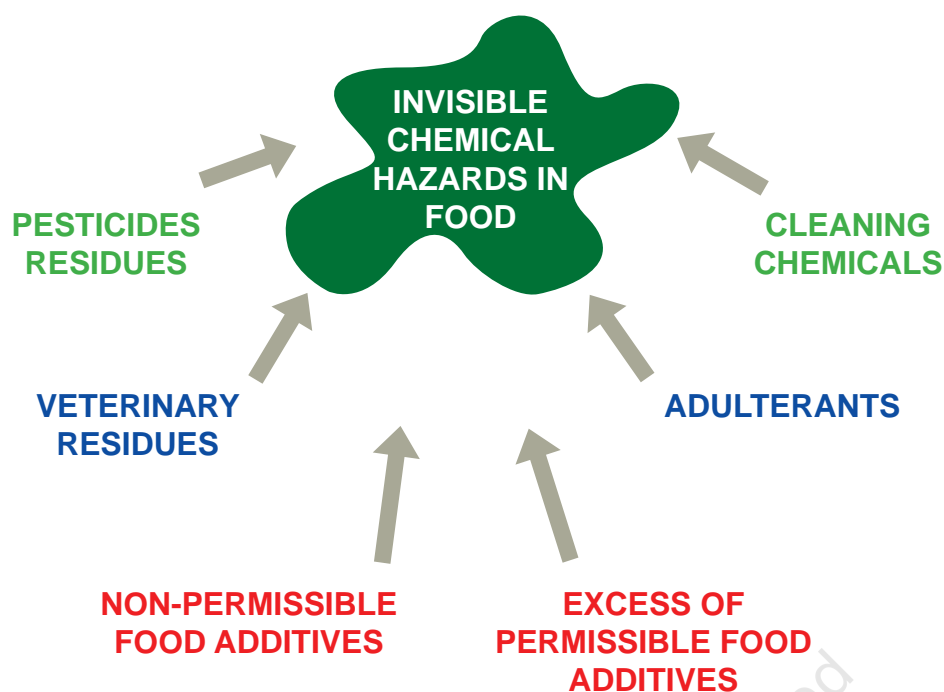 INVISIBLE
CHEMICAL
HAZARDS IN
FOOD
PESTICIDES
RESIDUES
CLEANING
CHEMICALS
VETERINARY
RESIDUES
ADULTERANTS
NON-PERMISSIBLE
FOOD ADDITIVES
EXCESS OF
PERMISSIBLE FOOD
ADDITIVES